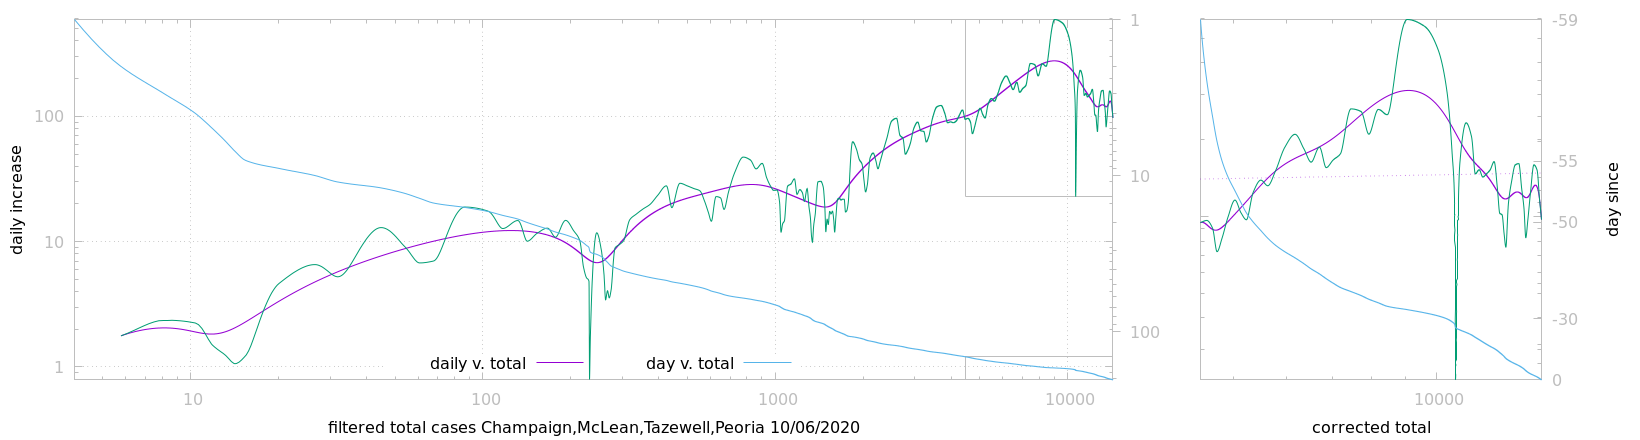 daily increase
100
10
1
daily v. total
day v. total
10
100
1000
10000
1
10
100
filtered total cases Champaign,McLean,Tazewell,Peoria 10/06/2020
-59
-55
-50
-30
0
day since
10000
corrected total